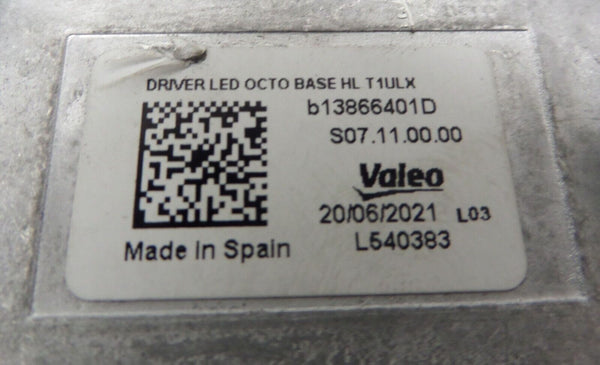 DRIVER LED OCTO BASE HL T1ULX
b13866401D
S07.11.00.00
Valeo
20/06/2021 L03
Made in Spain
L540383